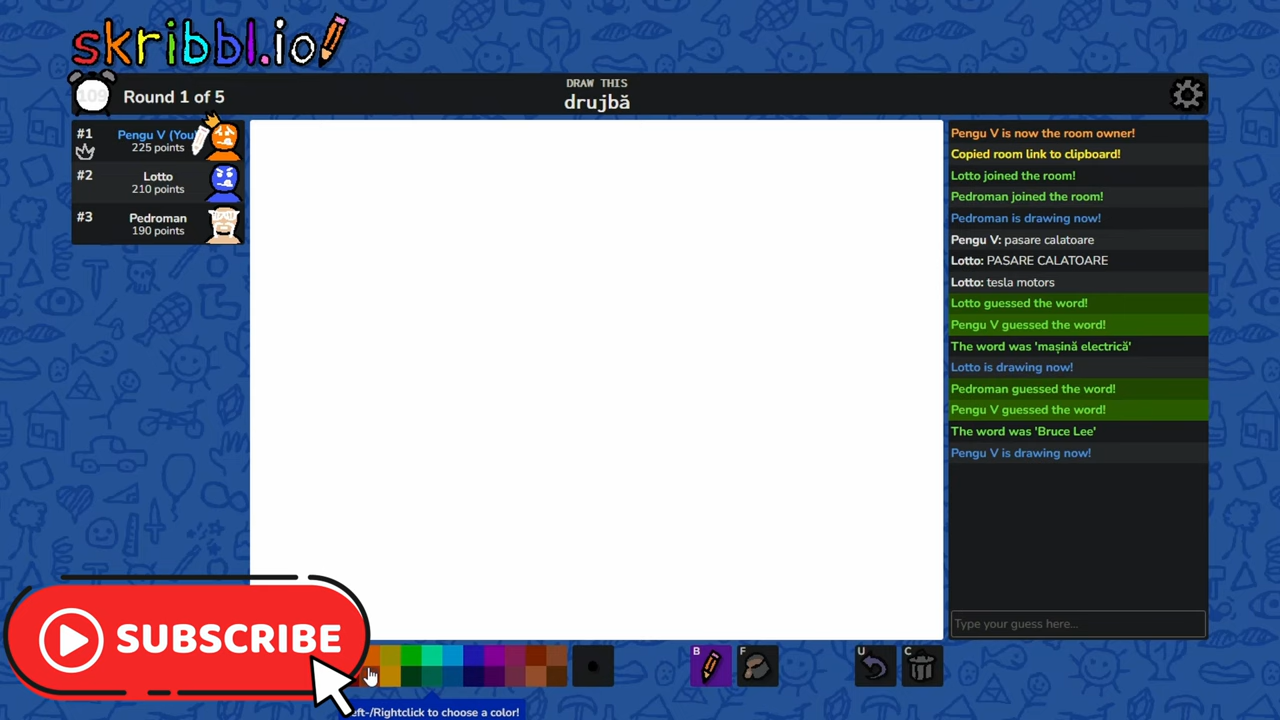 skribbl.io
109
Round 1 of 5
DRAW THIS
drujbă
#1
Pengu V (You)
225 points
#2
Lotto
210 points
#3
Pedroman
190 points
Pengu V is now the room owner!
Copied room link to clipboard!
Lotto joined the room!
Pedroman joined the room!
Pedroman is drawing now!
Pengu V: pasare calatoare
Lotto: PASARE CALATOARE
Lotto: tesla motors
Lotto guessed the word!
Pengu V guessed the word!
The word was 'mașină electrică'
Lotto is drawing now!
Pedroman guessed the word!
Pengu V guessed the word!
The word was 'Bruce Lee'
Pengu V is drawing now!
Type your guess here...
SUBSCRIBE
B
F
U
C
eft-/Rightclick to choose a color!